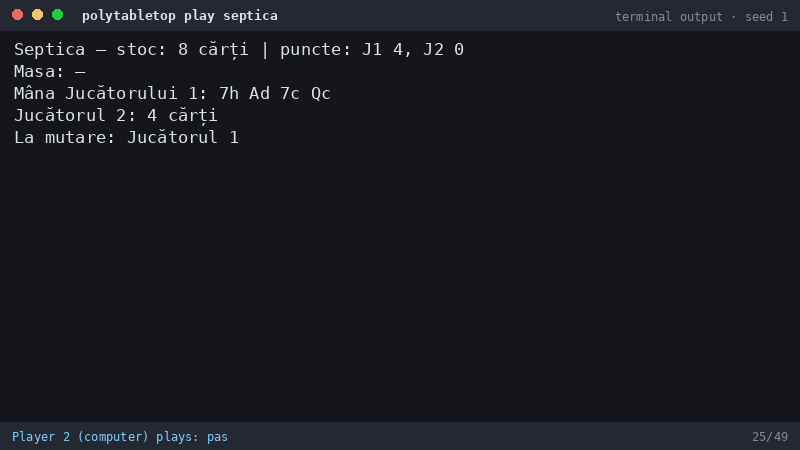 polytabletop play septica
terminal output · seed 1
Septica — stoc: 8 cărți | puncte: J1 4, J2 0
Masa: —
Mâna Jucătorului 1: 7h Ad 7c Qc
Jucătorul 2: 4 cărți
La mutare: Jucătorul 1
Player 2 (computer) plays: pas
25/49